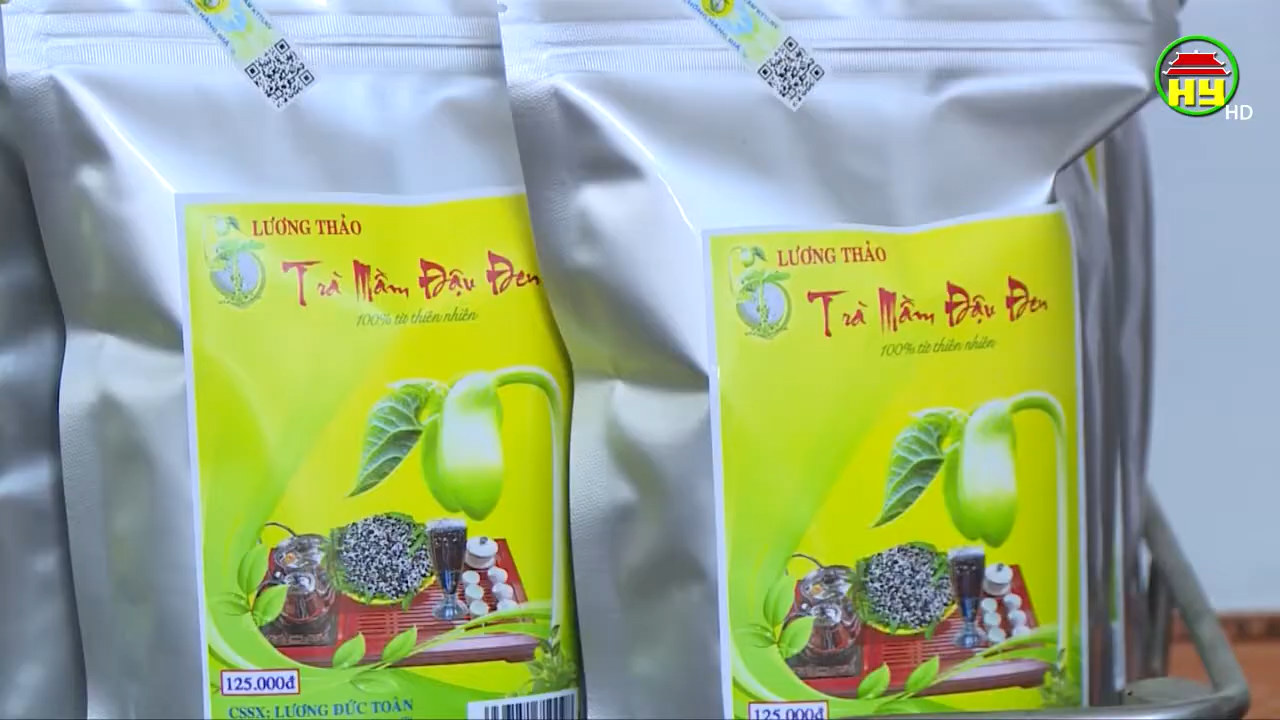 HY
HD
LƯƠNG THẢO
Trà Mầm Đậu Đen
100% từ thiên nhiên
125.000đ
CSSX: LƯƠNG ĐỨC TOÀN
LƯƠNG THẢO
Trà Mầm Đậu Đen
100% từ thiên nhiên
125.000đ